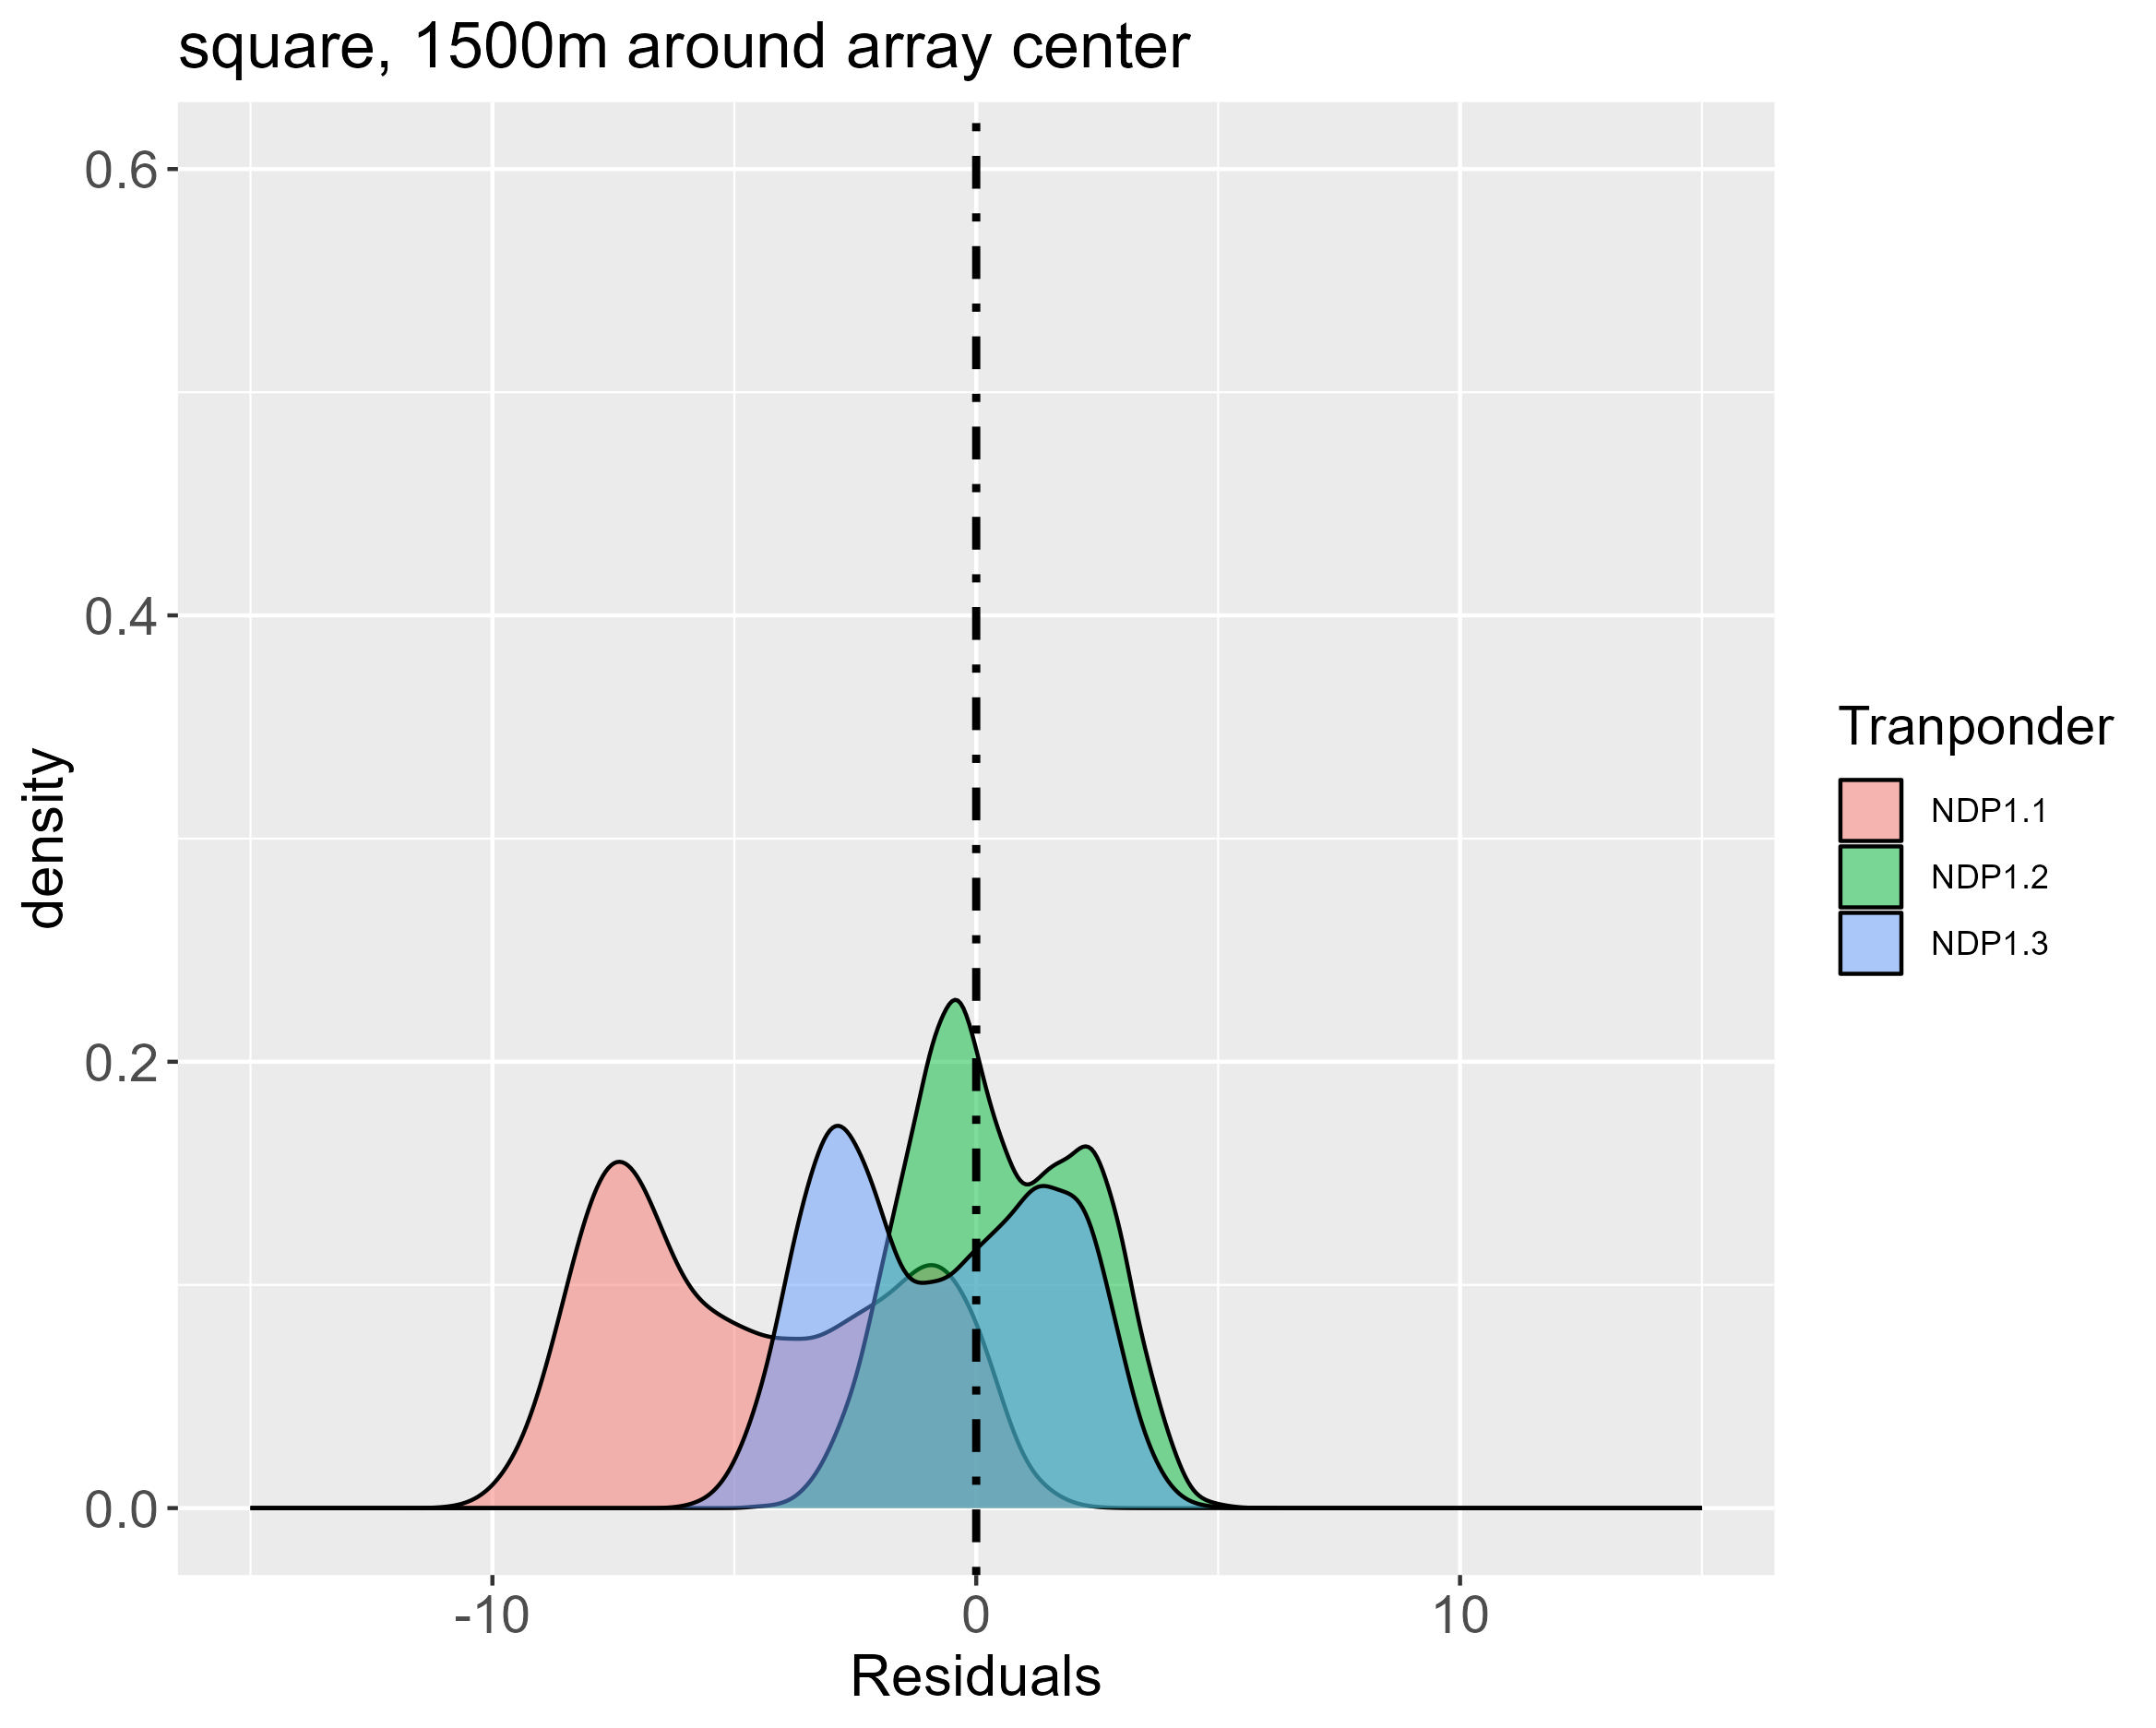 square, 1500m around array center
0.6
0.4
0.2
0.0
density
-10 0 10
Residuals
Tranponder
NDP1.1
NDP1.2
NDP1.3